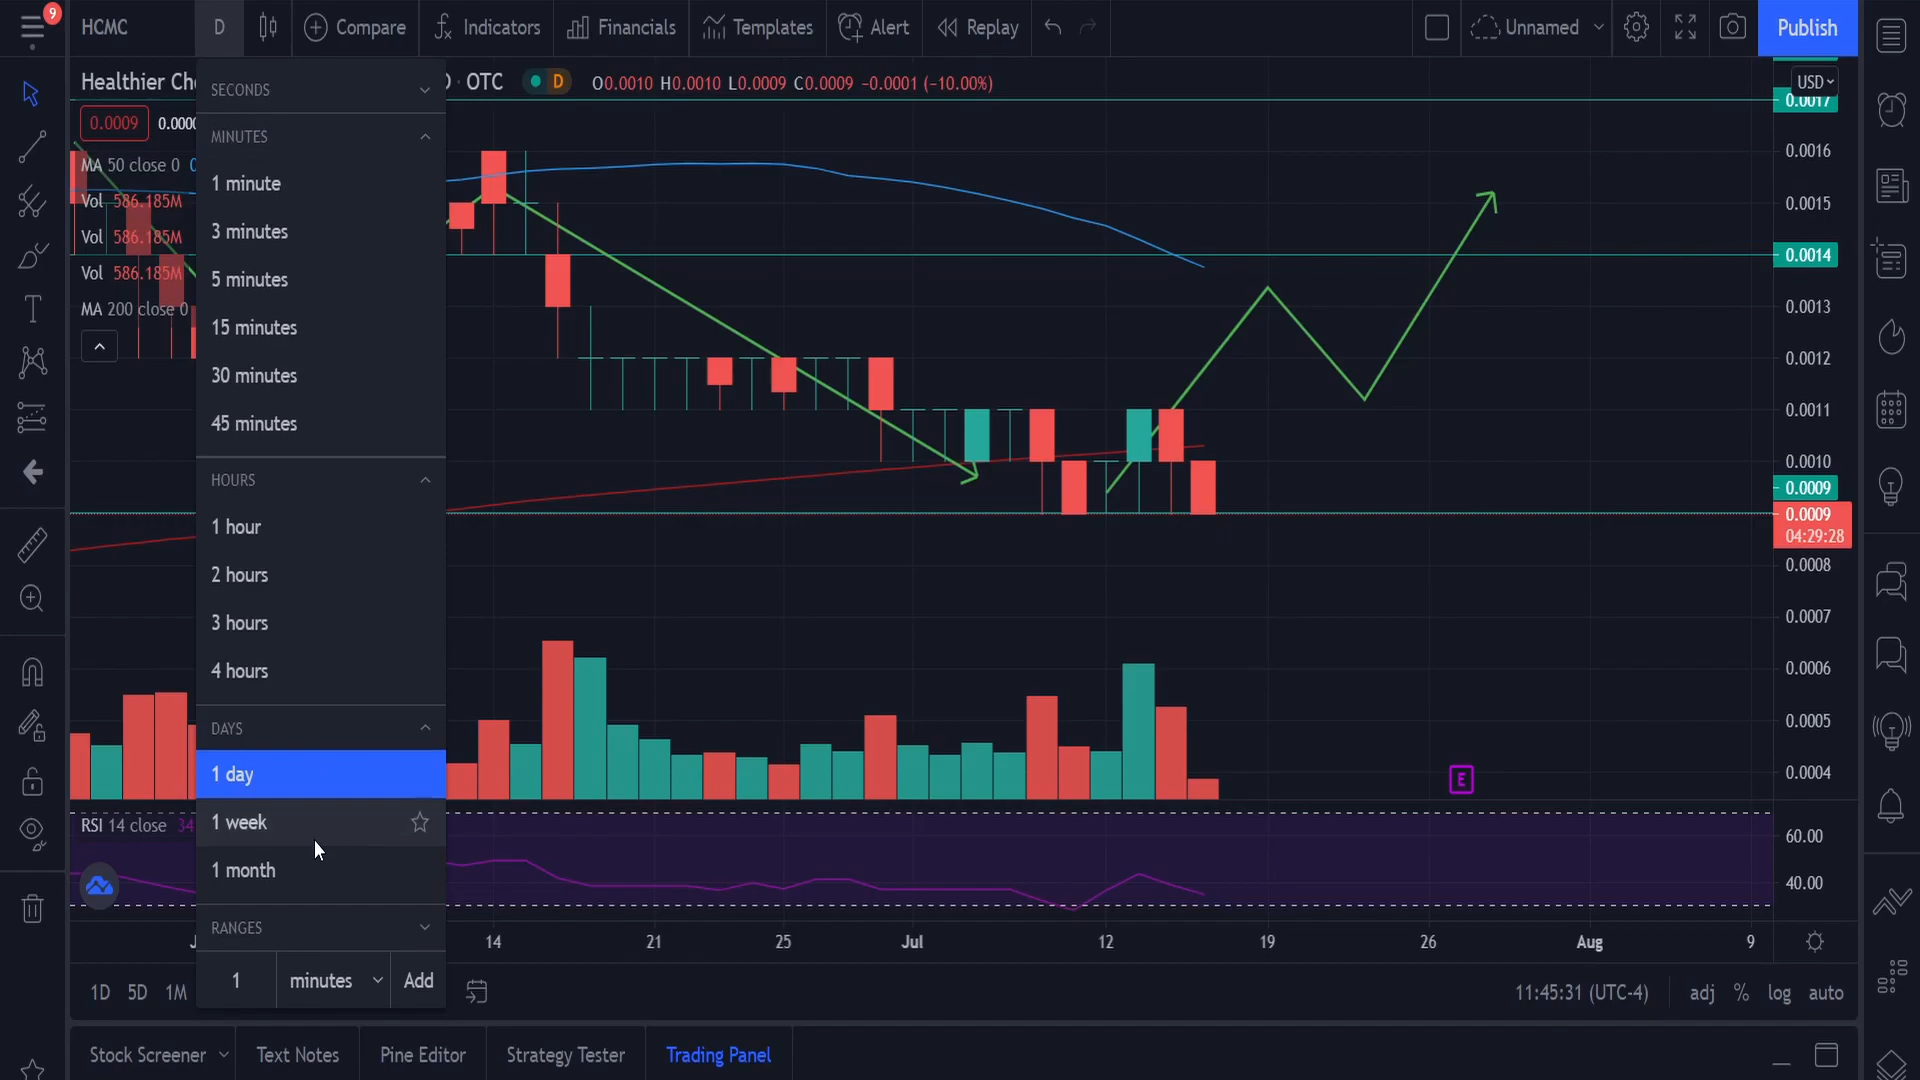 9
HCMC
D
Compare
Indicators
Financials
Templates
Alert
Replay
Unnamed
Publish
Healthier Che
OTC
D
O0.0010 H0.0010 L0.0009 C0.0009 −0.0001 (−10.00%)
USD
0.0009
0.000
MA 50 close 0
Vol 586.185M
Vol 586.185M
Vol 586.185M
MA 200 close 0
SECONDS
MINUTES
1 minute
3 minutes
5 minutes
15 minutes
30 minutes
45 minutes
HOURS
1 hour
2 hours
3 hours
4 hours
DAYS
1 day
1 week
1 month
RANGES
1
minutes
Add
0.0017
0.0016
0.0015
0.0014
0.0013
0.0012
0.0011
0.0010
0.0009
0.0009
04:29:28
0.0008
0.0007
0.0006
0.0005
0.0004
E
RSI 14 close 34
60.00
40.00
14
21
25
Jul
12
19
26
Aug
9
1D
5D
1M
11:45:31 (UTC-4)
adj
%
log
auto
Stock Screener
Text Notes
Pine Editor
Strategy Tester
Trading Panel